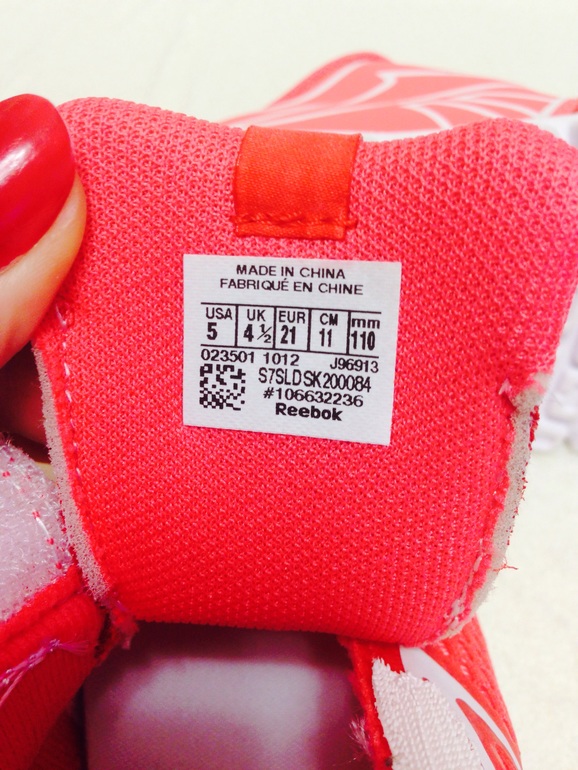 MADE IN CHINA
FABRIQUÉ EN CHINE
USA UK EUR CM mm
5 4 ½ 21 11 110
023501 1012 J96913
S7SLDSK200084
#106632236
Reebok